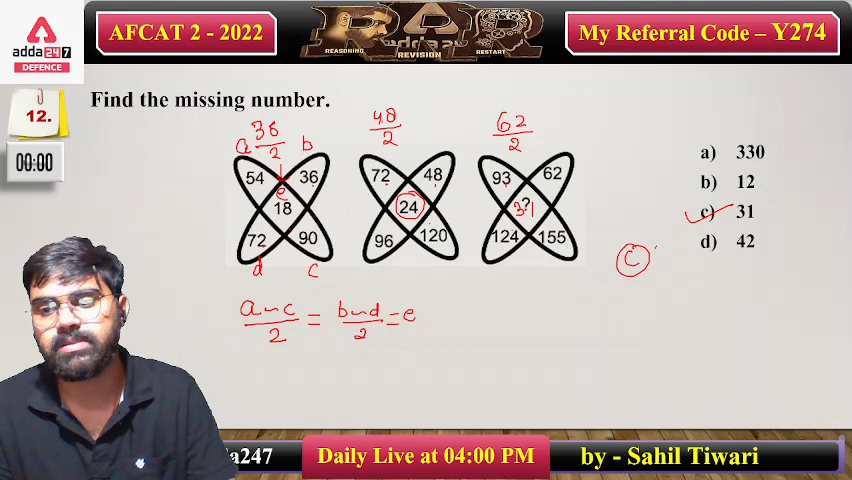 adda247
DEFENCE
AFCAT 2 - 2022
RAR
REASONING
REVISION
RESTART
My Referral Code – Y274
12.
00:00
Find the missing number.
a
38/2
b
48/2
62/2
54
36
e
18
72
90
d
c
72
48
24
96
120
93
62
?
31
124
155
a) 330
b) 12
c) 31
d) 42
C
a~c/2 = b~d/2 = e
a247
Daily Live at 04:00 PM
by - Sahil Tiwari